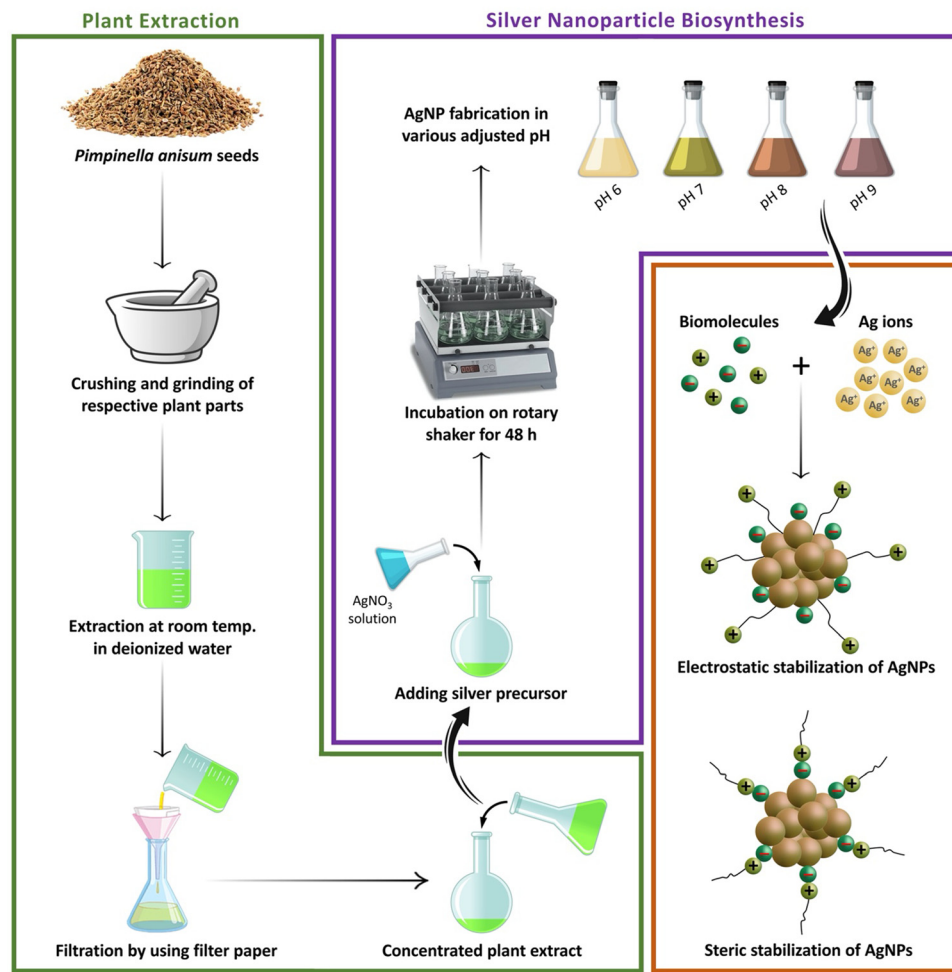 Plant Extraction
Pimpinella anisum seeds
Crushing and grinding of
respective plant parts
Extraction at room temp.
in deionized water
Filtration by using filter paper
Concentrated plant extract
Silver Nanoparticle Biosynthesis
Adding silver precursor
AgNO₃
solution
Incubation on rotary
shaker for 48 h
AgNP fabrication in
various adjusted pH
pH 6
pH 7
pH 8
pH 9
Biomolecules
+
Ag ions
+
+
+
-
-
-
-
Ag⁺
Ag⁺
Ag⁺
Ag⁺
Ag⁺
Ag⁺
Ag⁺
Ag⁺
+
+
+
+
+
+
-
-
-
-
-
-
Electrostatic stabilization of AgNPs
+
+
+
+
+
+
-
-
-
-
-
-
Steric stabilization of AgNPs